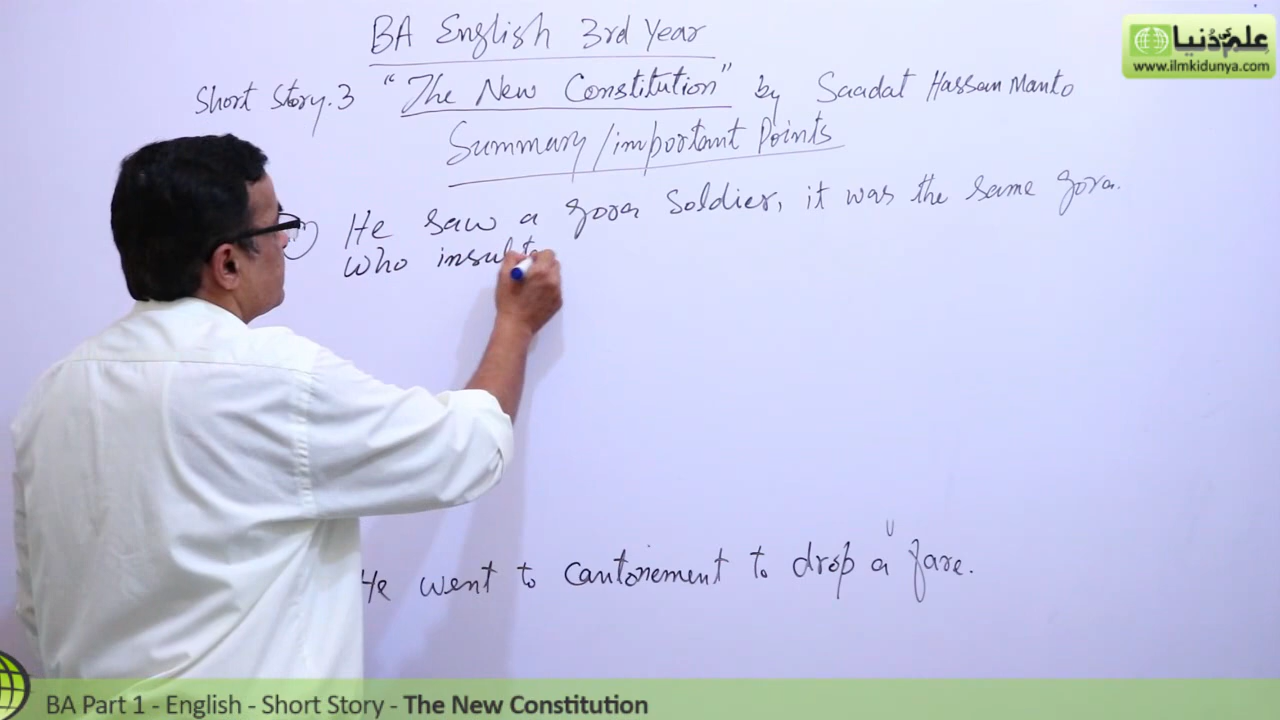 BA English 3rd Year
علم کی دُنیا
www.ilmkidunya.com
Short Story.3 "The New Constitution" by Saadat Hassan Manto
Summary/important Points
He saw a gora soldier, it was the same gora.
who insult
He went to cantonement to drop a fare.
BA Part 1 - English - Short Story - The New Constitution